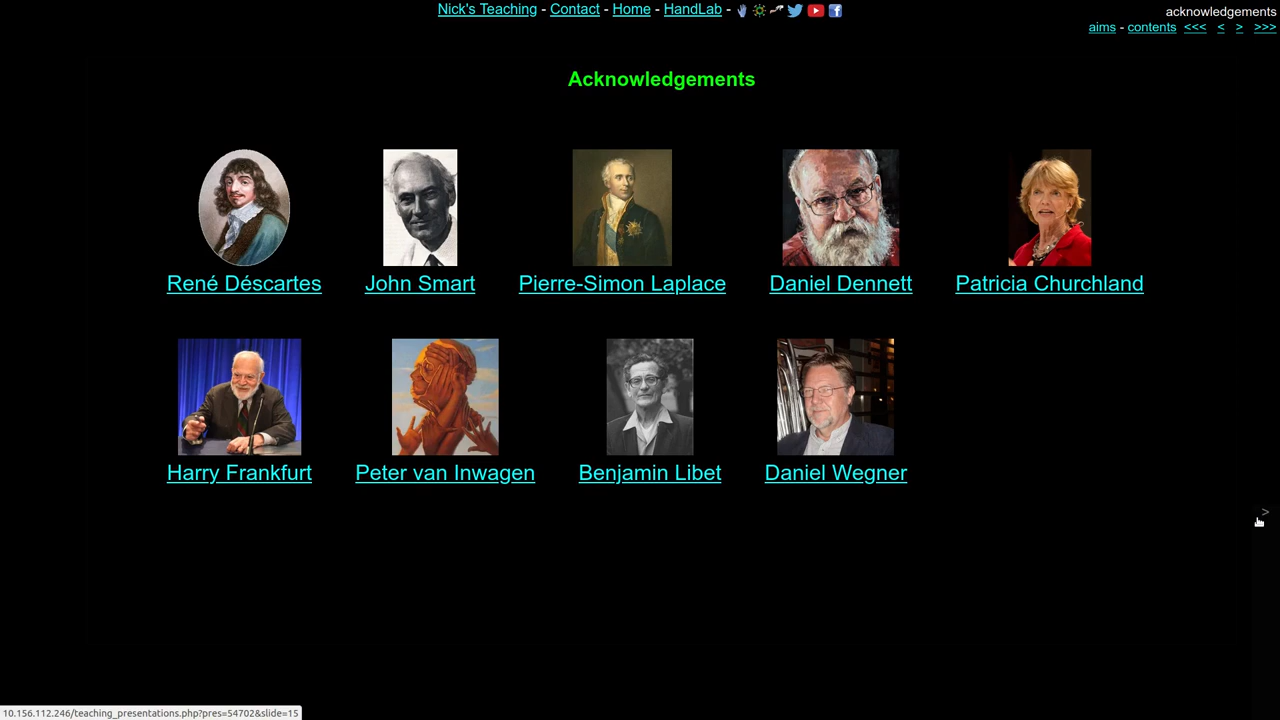 Nick's Teaching - Contact - Home - HandLab -
acknowledgements
aims - contents <<< < > >>>
Acknowledgements
René Déscartes John Smart Pierre-Simon Laplace Daniel Dennett Patricia Churchland
Harry Frankfurt Peter van Inwagen Benjamin Libet Daniel Wegner
>
10.156.112.246/teaching_presentations.php?pres=54702&slide=15